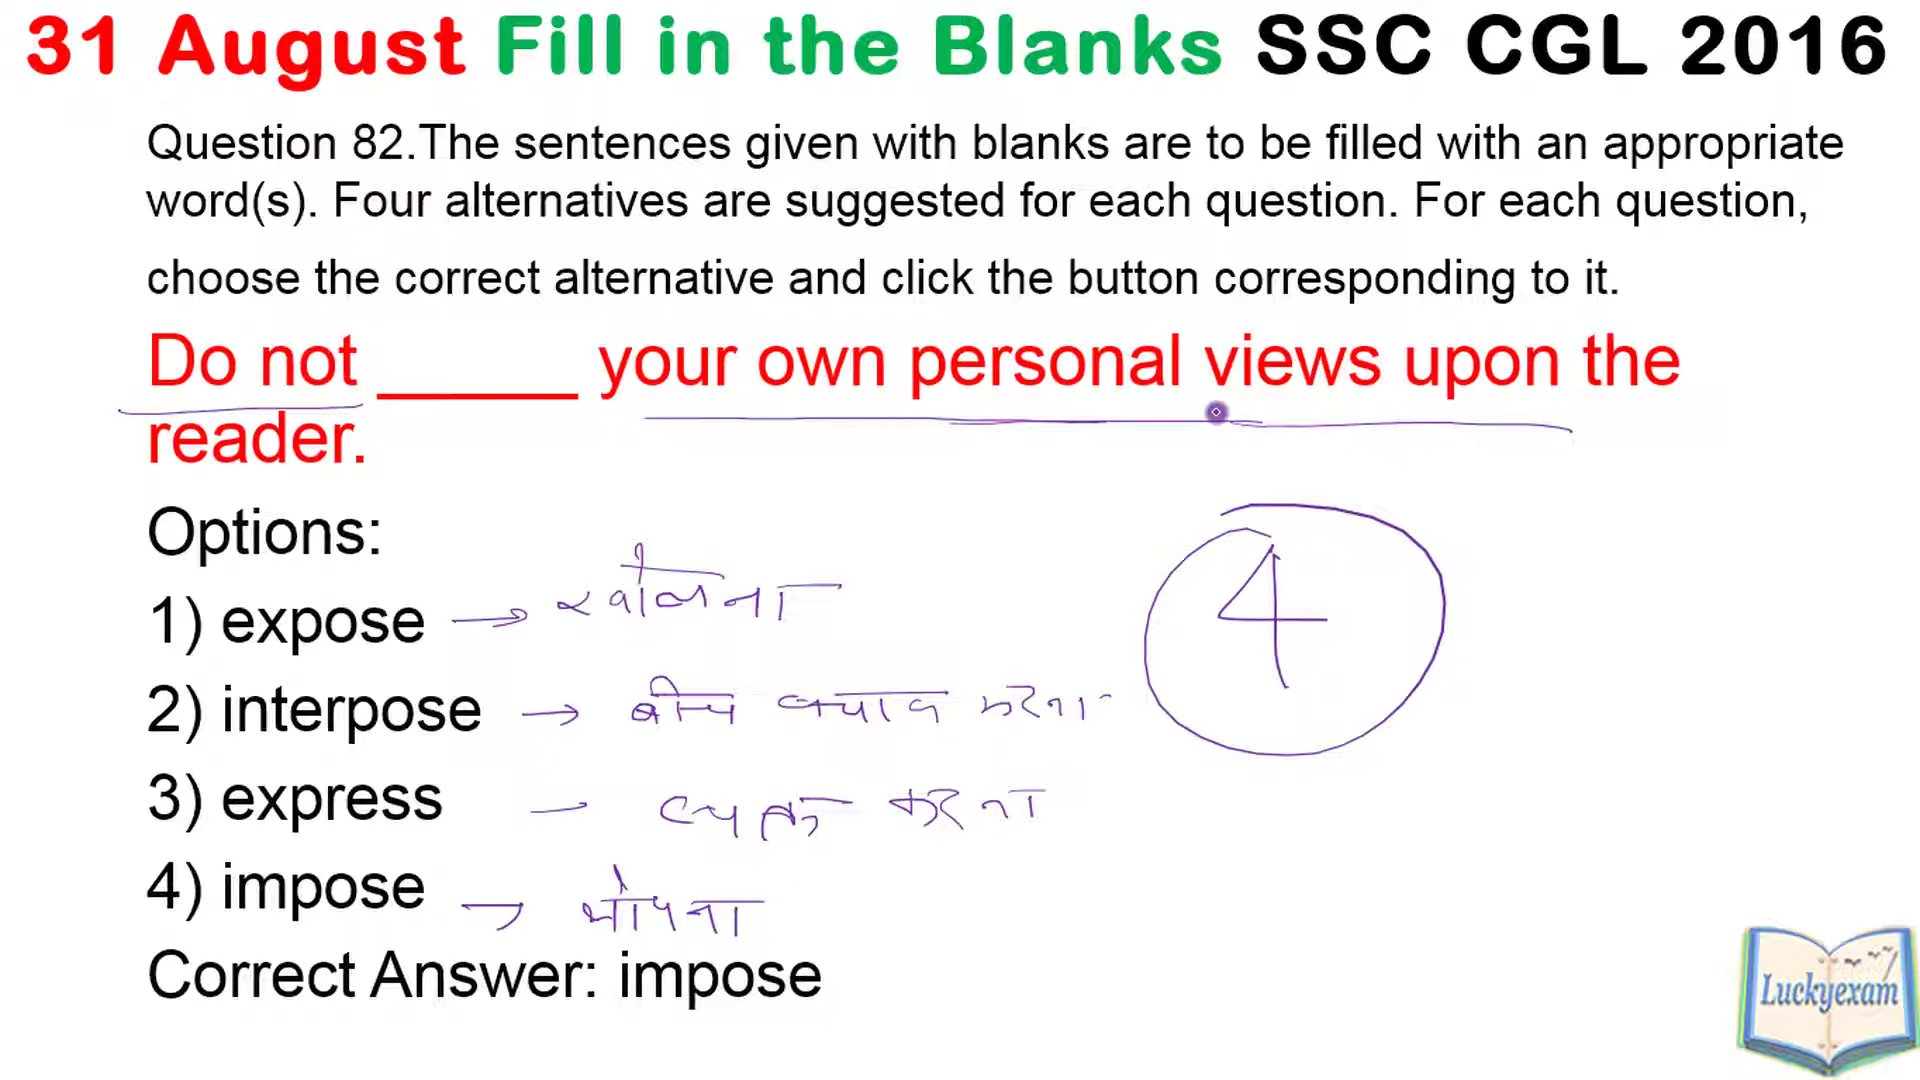 31 August Fill in the Blanks SSC CGL 2016
Question 82.The sentences given with blanks are to be filled with an appropriate
word(s). Four alternatives are suggested for each question. For each question,
choose the correct alternative and click the button corresponding to it.
Do not ______ your own personal views upon the
reader.
Options:
1) expose → खोलना
2) interpose → बीच बचाव करना
3) express – व्यक्त करना
4) impose → थोपना
4
Correct Answer: impose
Luckyexam